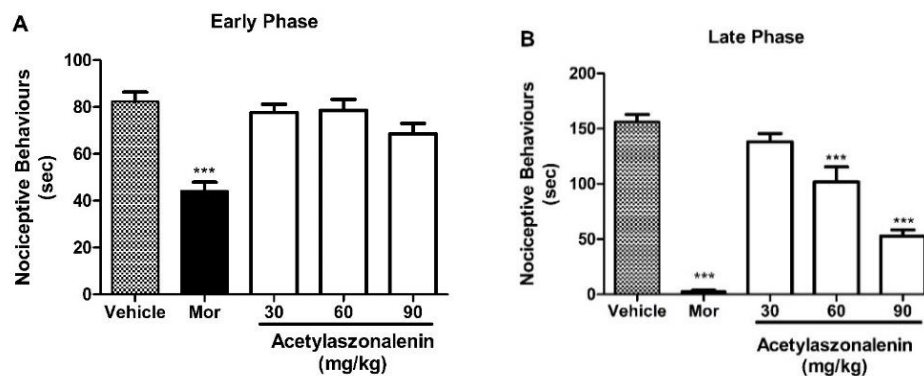 A
Early Phase
Nociceptive Behaviours
(sec)
100
80
60
40
20
0
***
Vehicle
Mor
30
60
90
Acetylaszonalenin
(mg/kg)
B
Late Phase
Nociceptive Behaviours
(sec)
200
150
100
50
0
***
***
***
Vehicle
Mor
30
60
90
Acetylaszonalenin
(mg/kg)